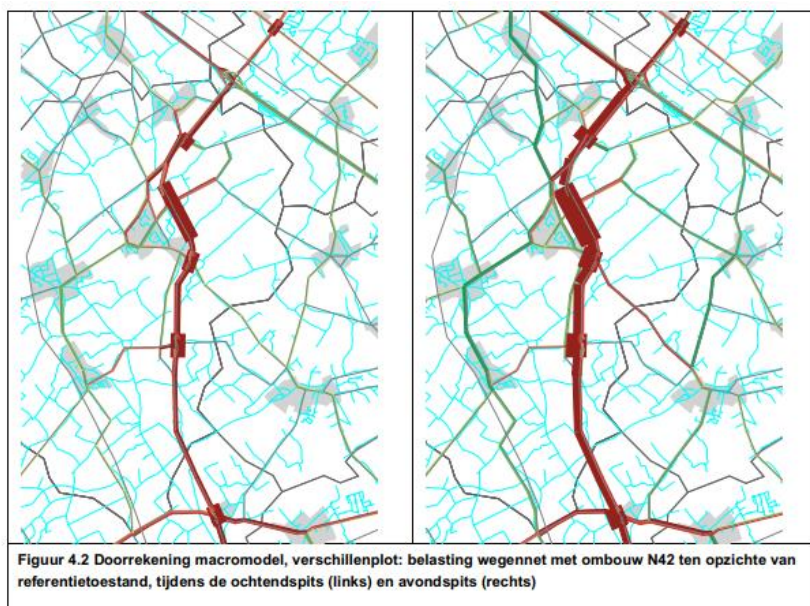 Figuur 4.2 Doorrekening macromodel, verschillenplot: belasting wegennet met ombouw N42 ten opzichte van
referentietoestand, tijdens de ochtendspits (links) en avondspits (rechts)